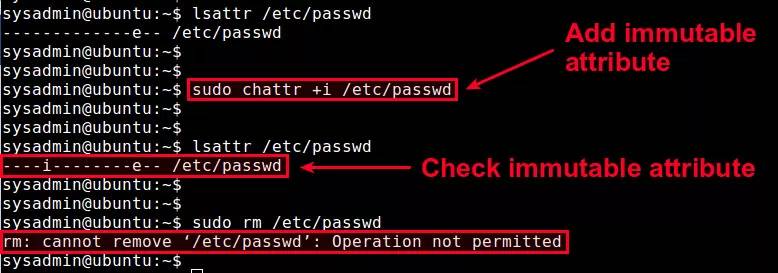 sysadmin@ubuntu:~$ lsattr /etc/passwd
-------------e-- /etc/passwd
sysadmin@ubuntu:~$
sysadmin@ubuntu:~$
sysadmin@ubuntu:~$ sudo chattr +i /etc/passwd
sysadmin@ubuntu:~$
sysadmin@ubuntu:~$
sysadmin@ubuntu:~$ lsattr /etc/passwd
----i--------e-- /etc/passwd
sysadmin@ubuntu:~$
sysadmin@ubuntu:~$
sysadmin@ubuntu:~$ sudo rm /etc/passwd
rm: cannot remove ‘/etc/passwd’: Operation not permitted
sysadmin@ubuntu:~$
Add immutable
attribute
Check immutable attribute